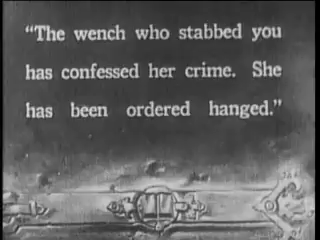 "The wench who stabbed you
has confessed her crime. She
has been ordered hanged."